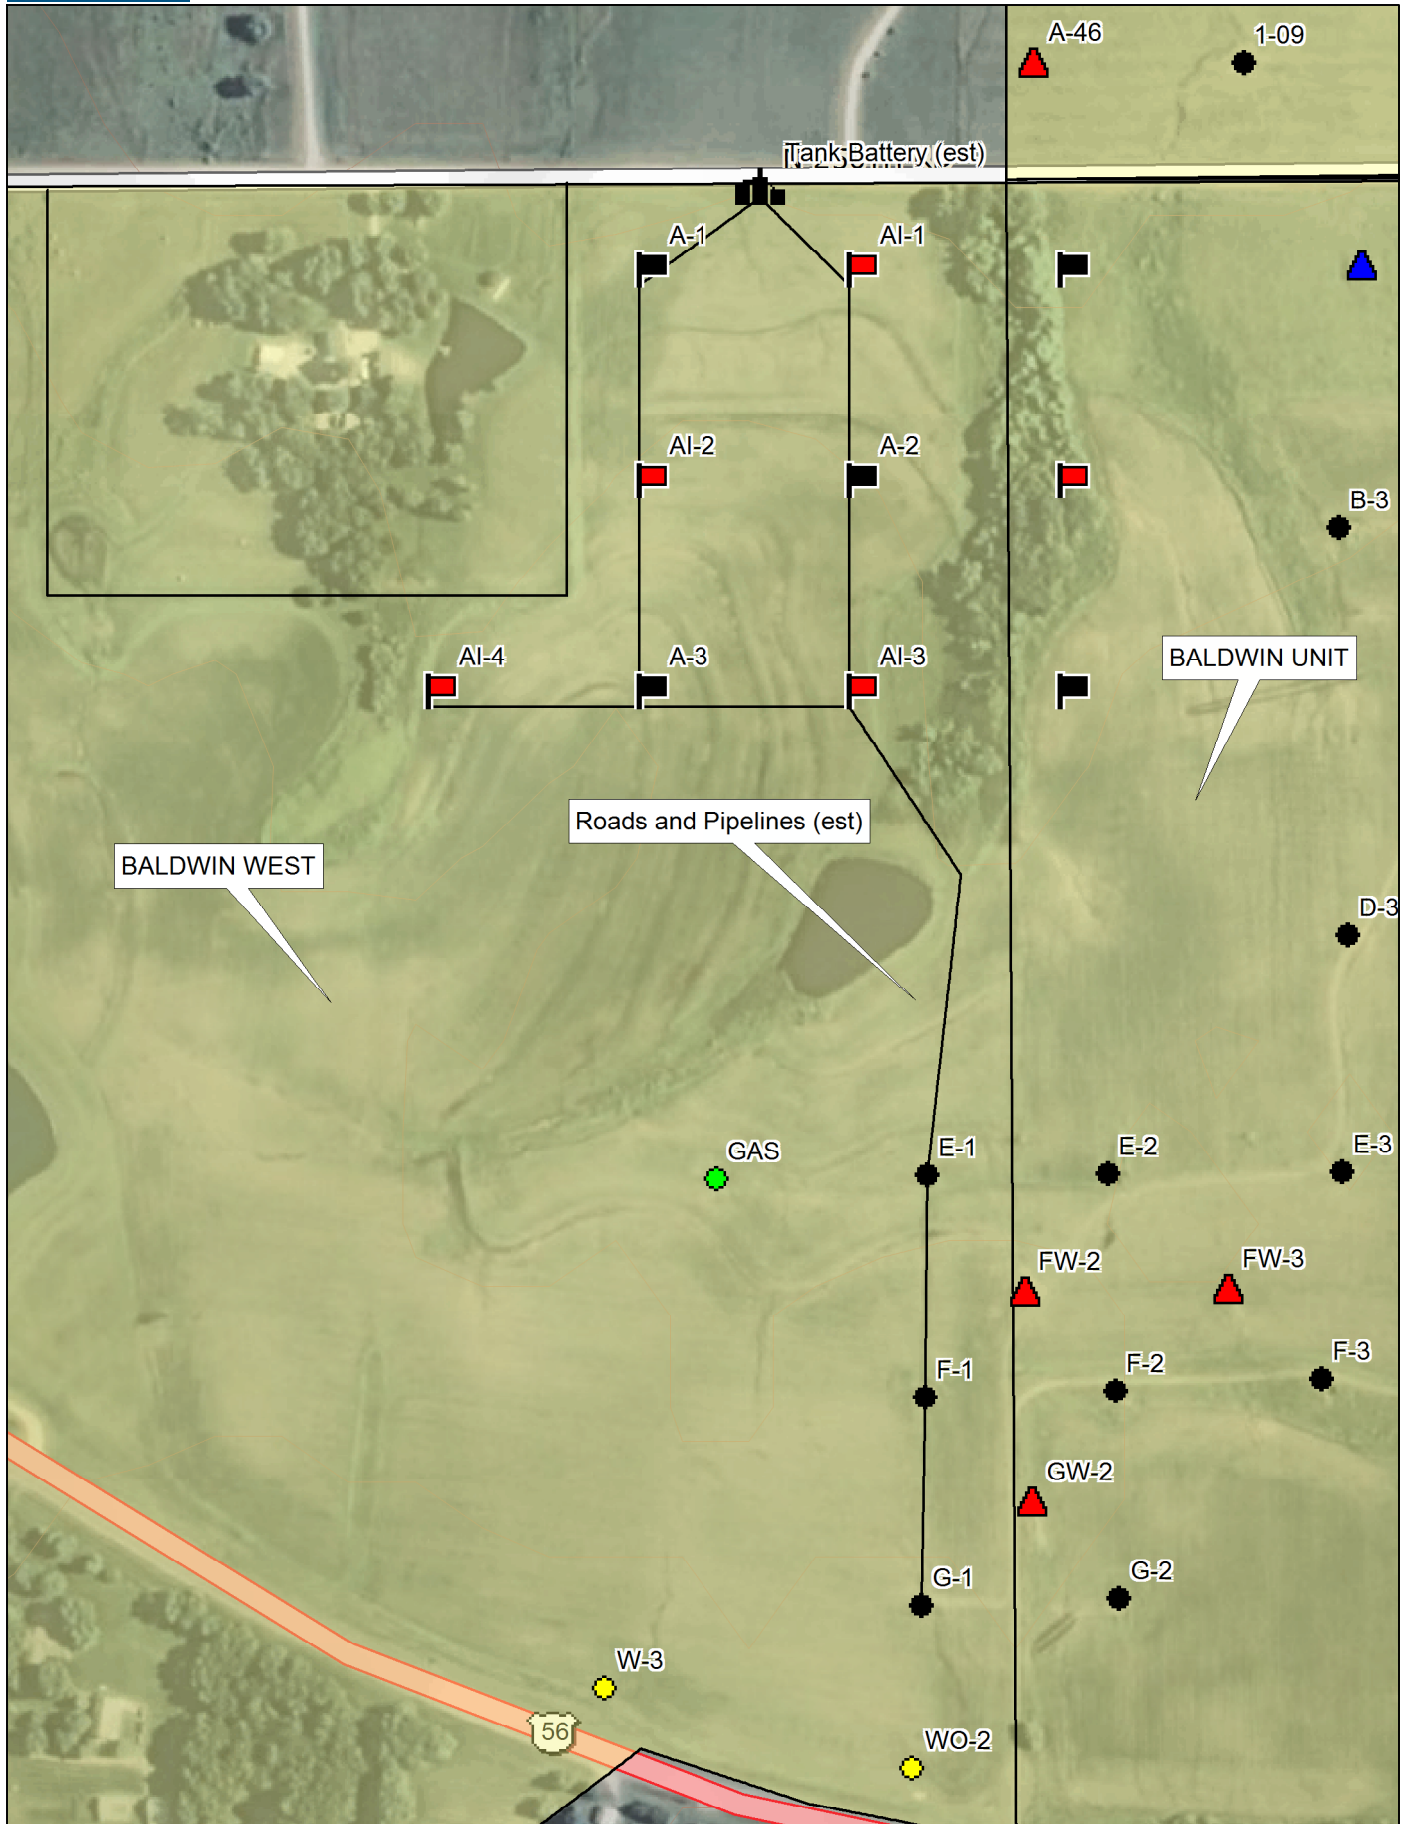 A-46
1-09
Tank Battery (est)
A-1
AI-1
AI-2
A-2
B-3
AI-4
A-3
AI-3
BALDWIN UNIT
Roads and Pipelines (est)
BALDWIN WEST
D-3
GAS
E-1
E-2
E-3
FW-2
FW-3
F-1
F-2
F-3
GW-2
G-1
G-2
W-3
56
WO-2